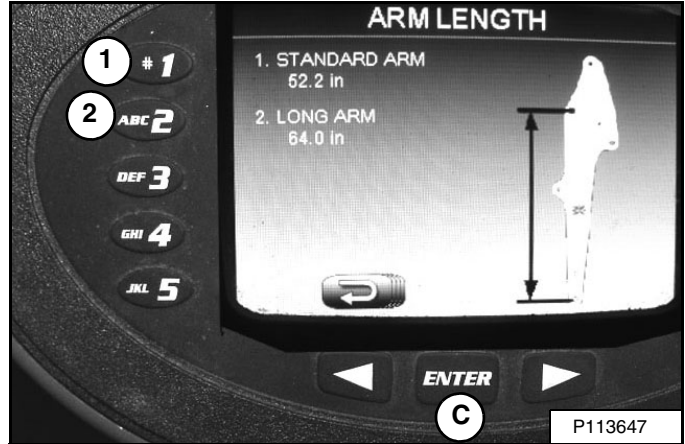 ARM LENGTH
1. STANDARD ARM
52.2 in
2. LONG ARM
64.0 in
1
# 1
2
ABC 2
DEF 3
GHI 4
JKL 5
ENTER
C
P113647